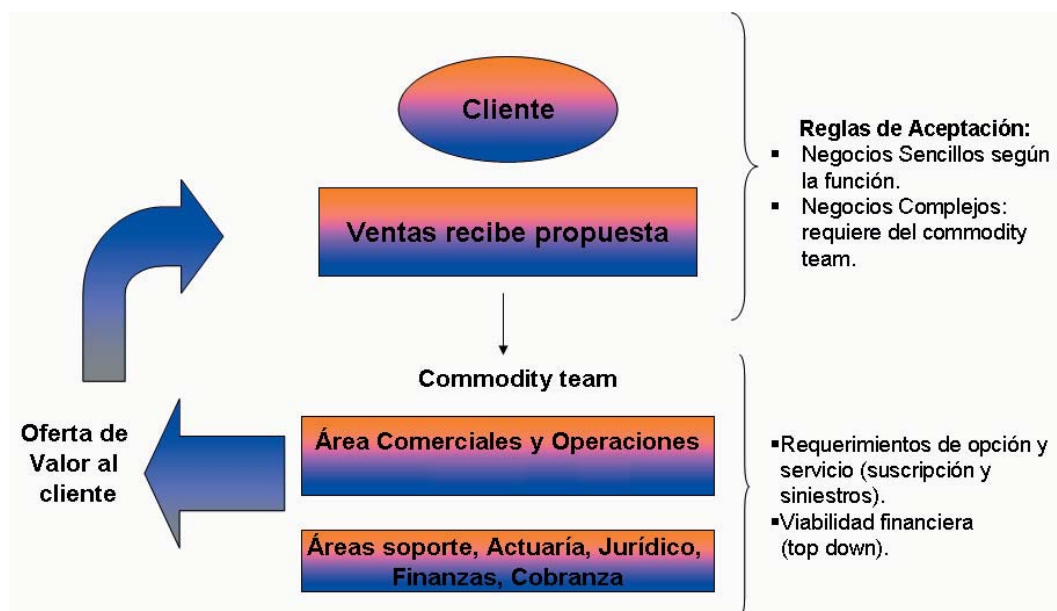 Cliente
Ventas recibe propuesta
Reglas de Aceptación:
▪ Negocios Sencillos según
la función.
▪ Negocios Complejos:
requiere del commodity
team.
Commodity team
Área Comerciales y Operaciones
Áreas soporte, Actuaría, Jurídico,
Finanzas, Cobranza
Oferta de
Valor al
cliente
▪Requerimientos de opción y
servicio (suscripción y
siniestros).
▪Viabilidad financiera
(top down).